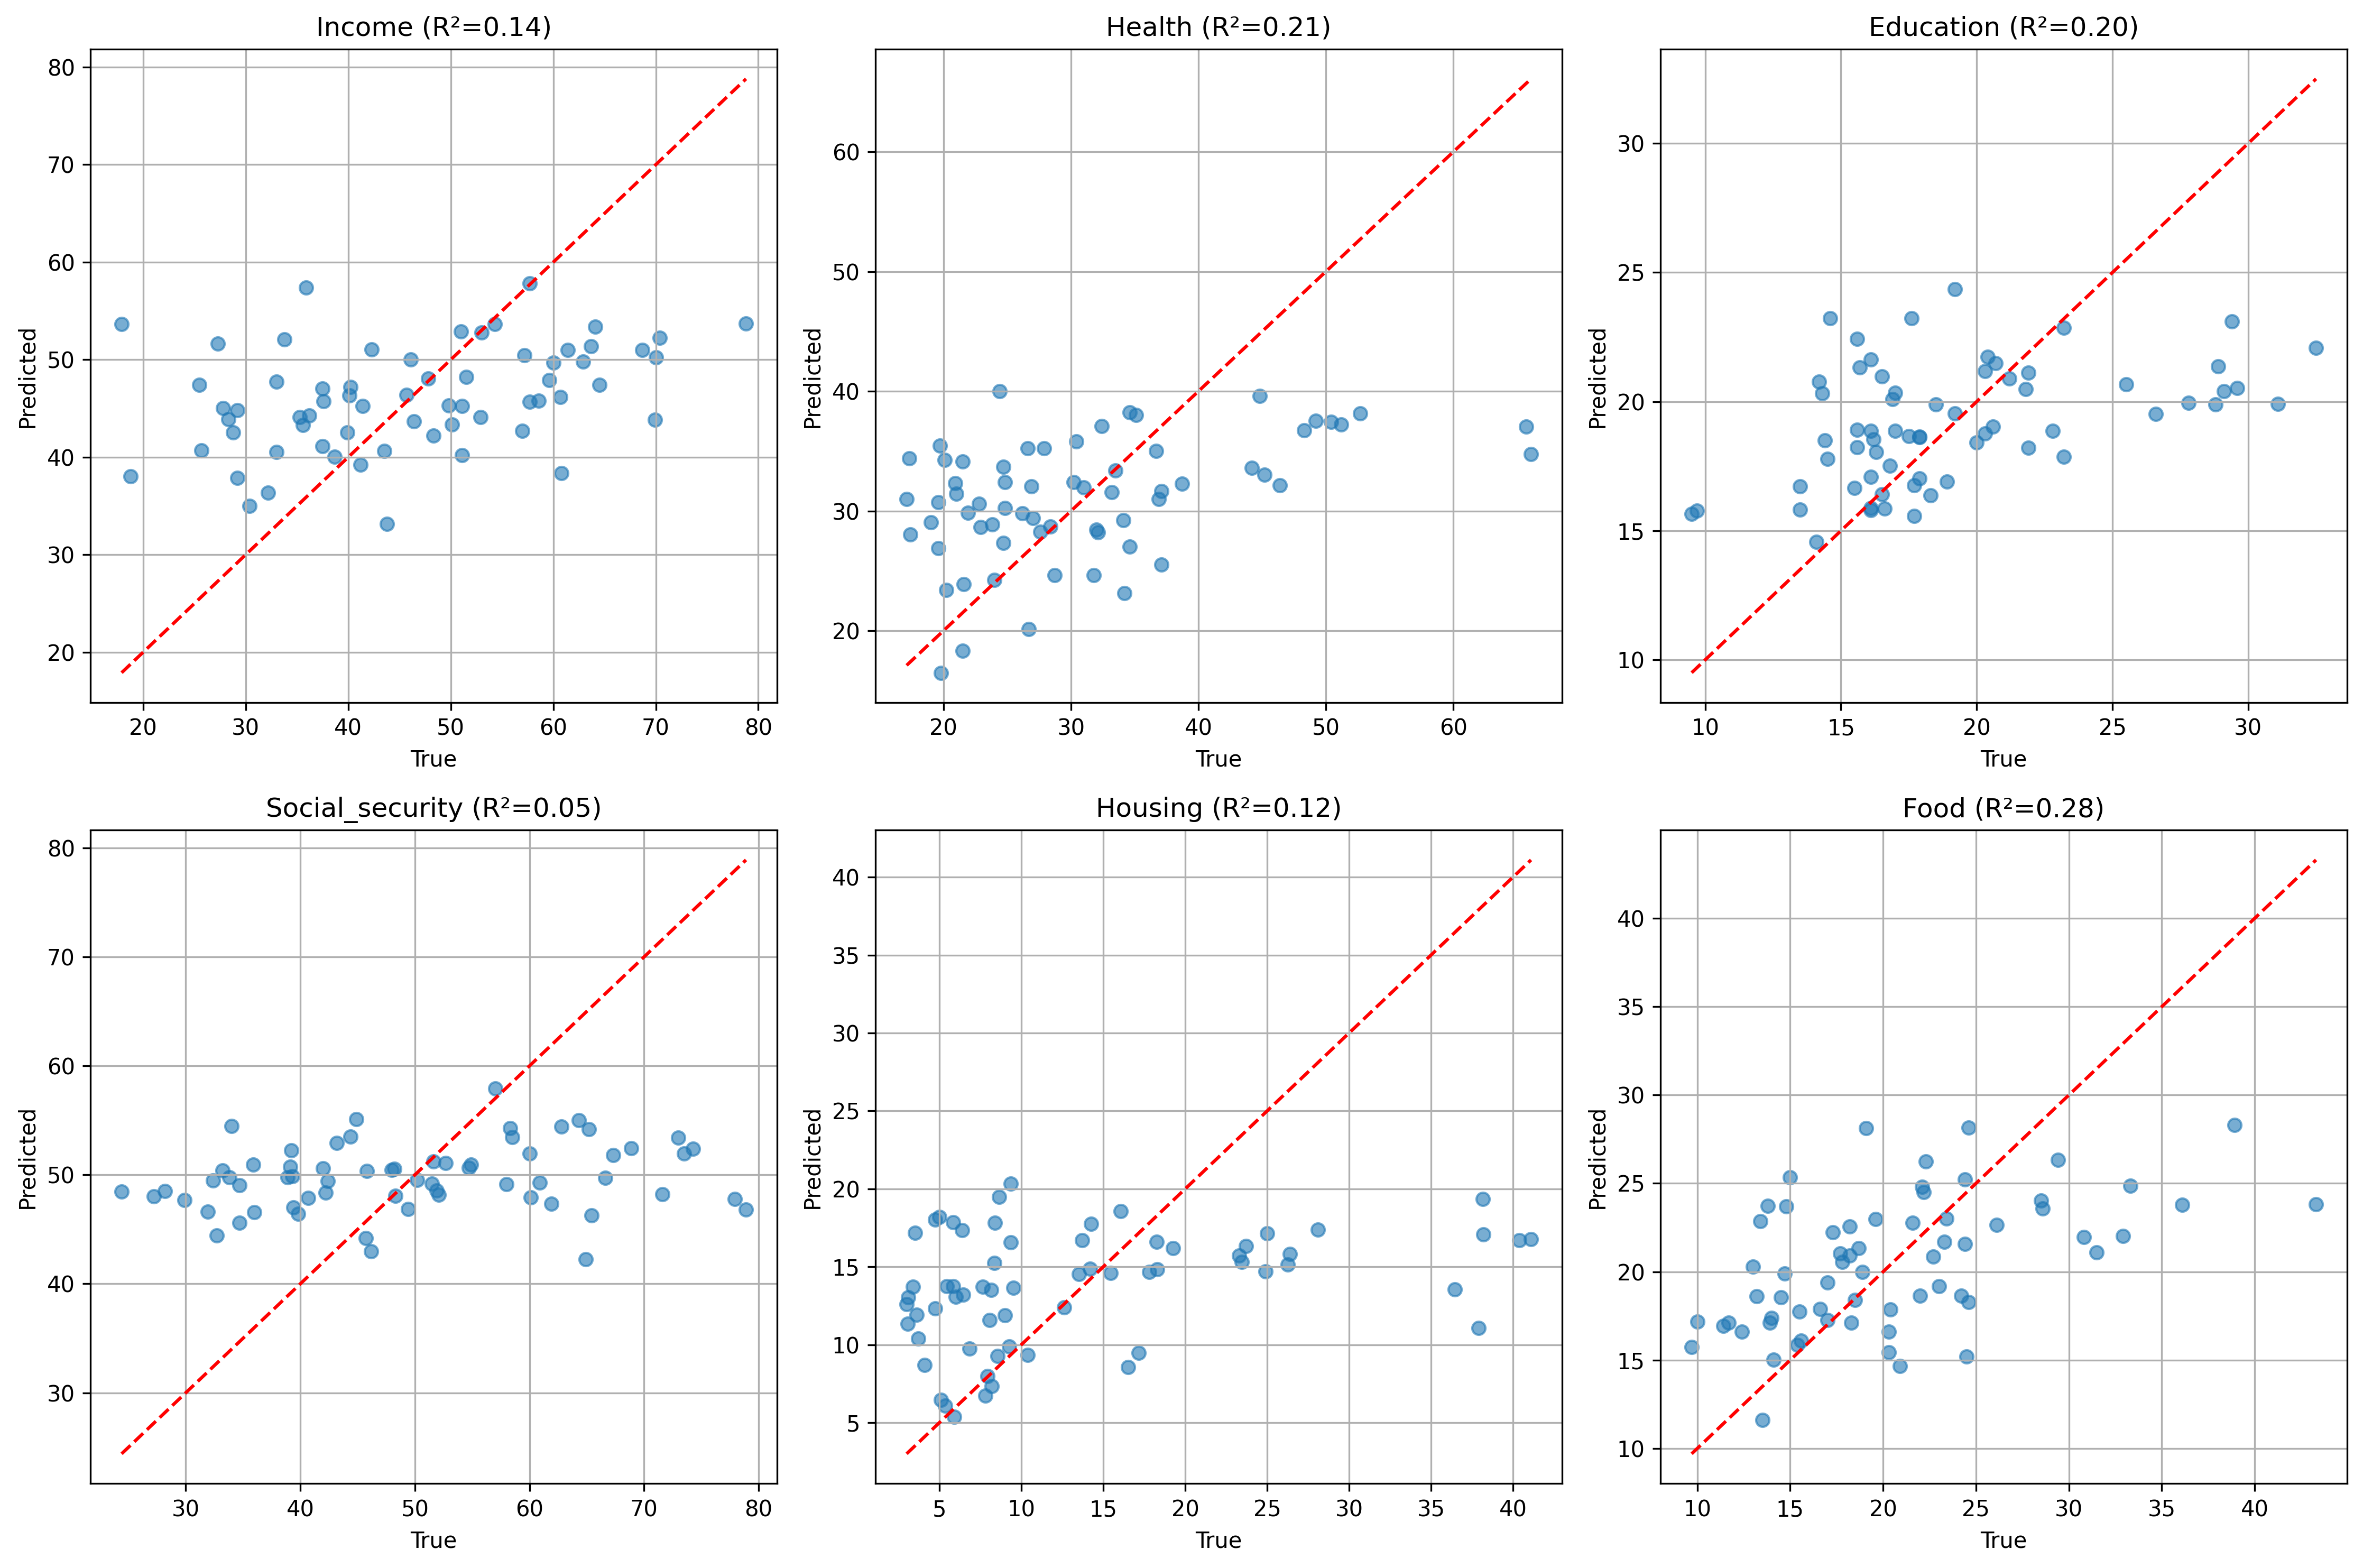 Income (R²=0.14)
80
70
60
50
40
30
20
Predicted
20 30 40 50 60 70 80
True
Health (R²=0.21)
60
50
40
30
20
Predicted
20 30 40 50 60
True
Education (R²=0.20)
30
25
20
15
10
Predicted
10 15 20 25 30
True
Social_security (R²=0.05)
80
70
60
50
40
30
Predicted
30 40 50 60 70 80
True
Housing (R²=0.12)
40
35
30
25
20
15
10
5
Predicted
5 10 15 20 25 30 35 40
True
Food (R²=0.28)
40
35
30
25
20
15
10
Predicted
10 15 20 25 30 35 40
True